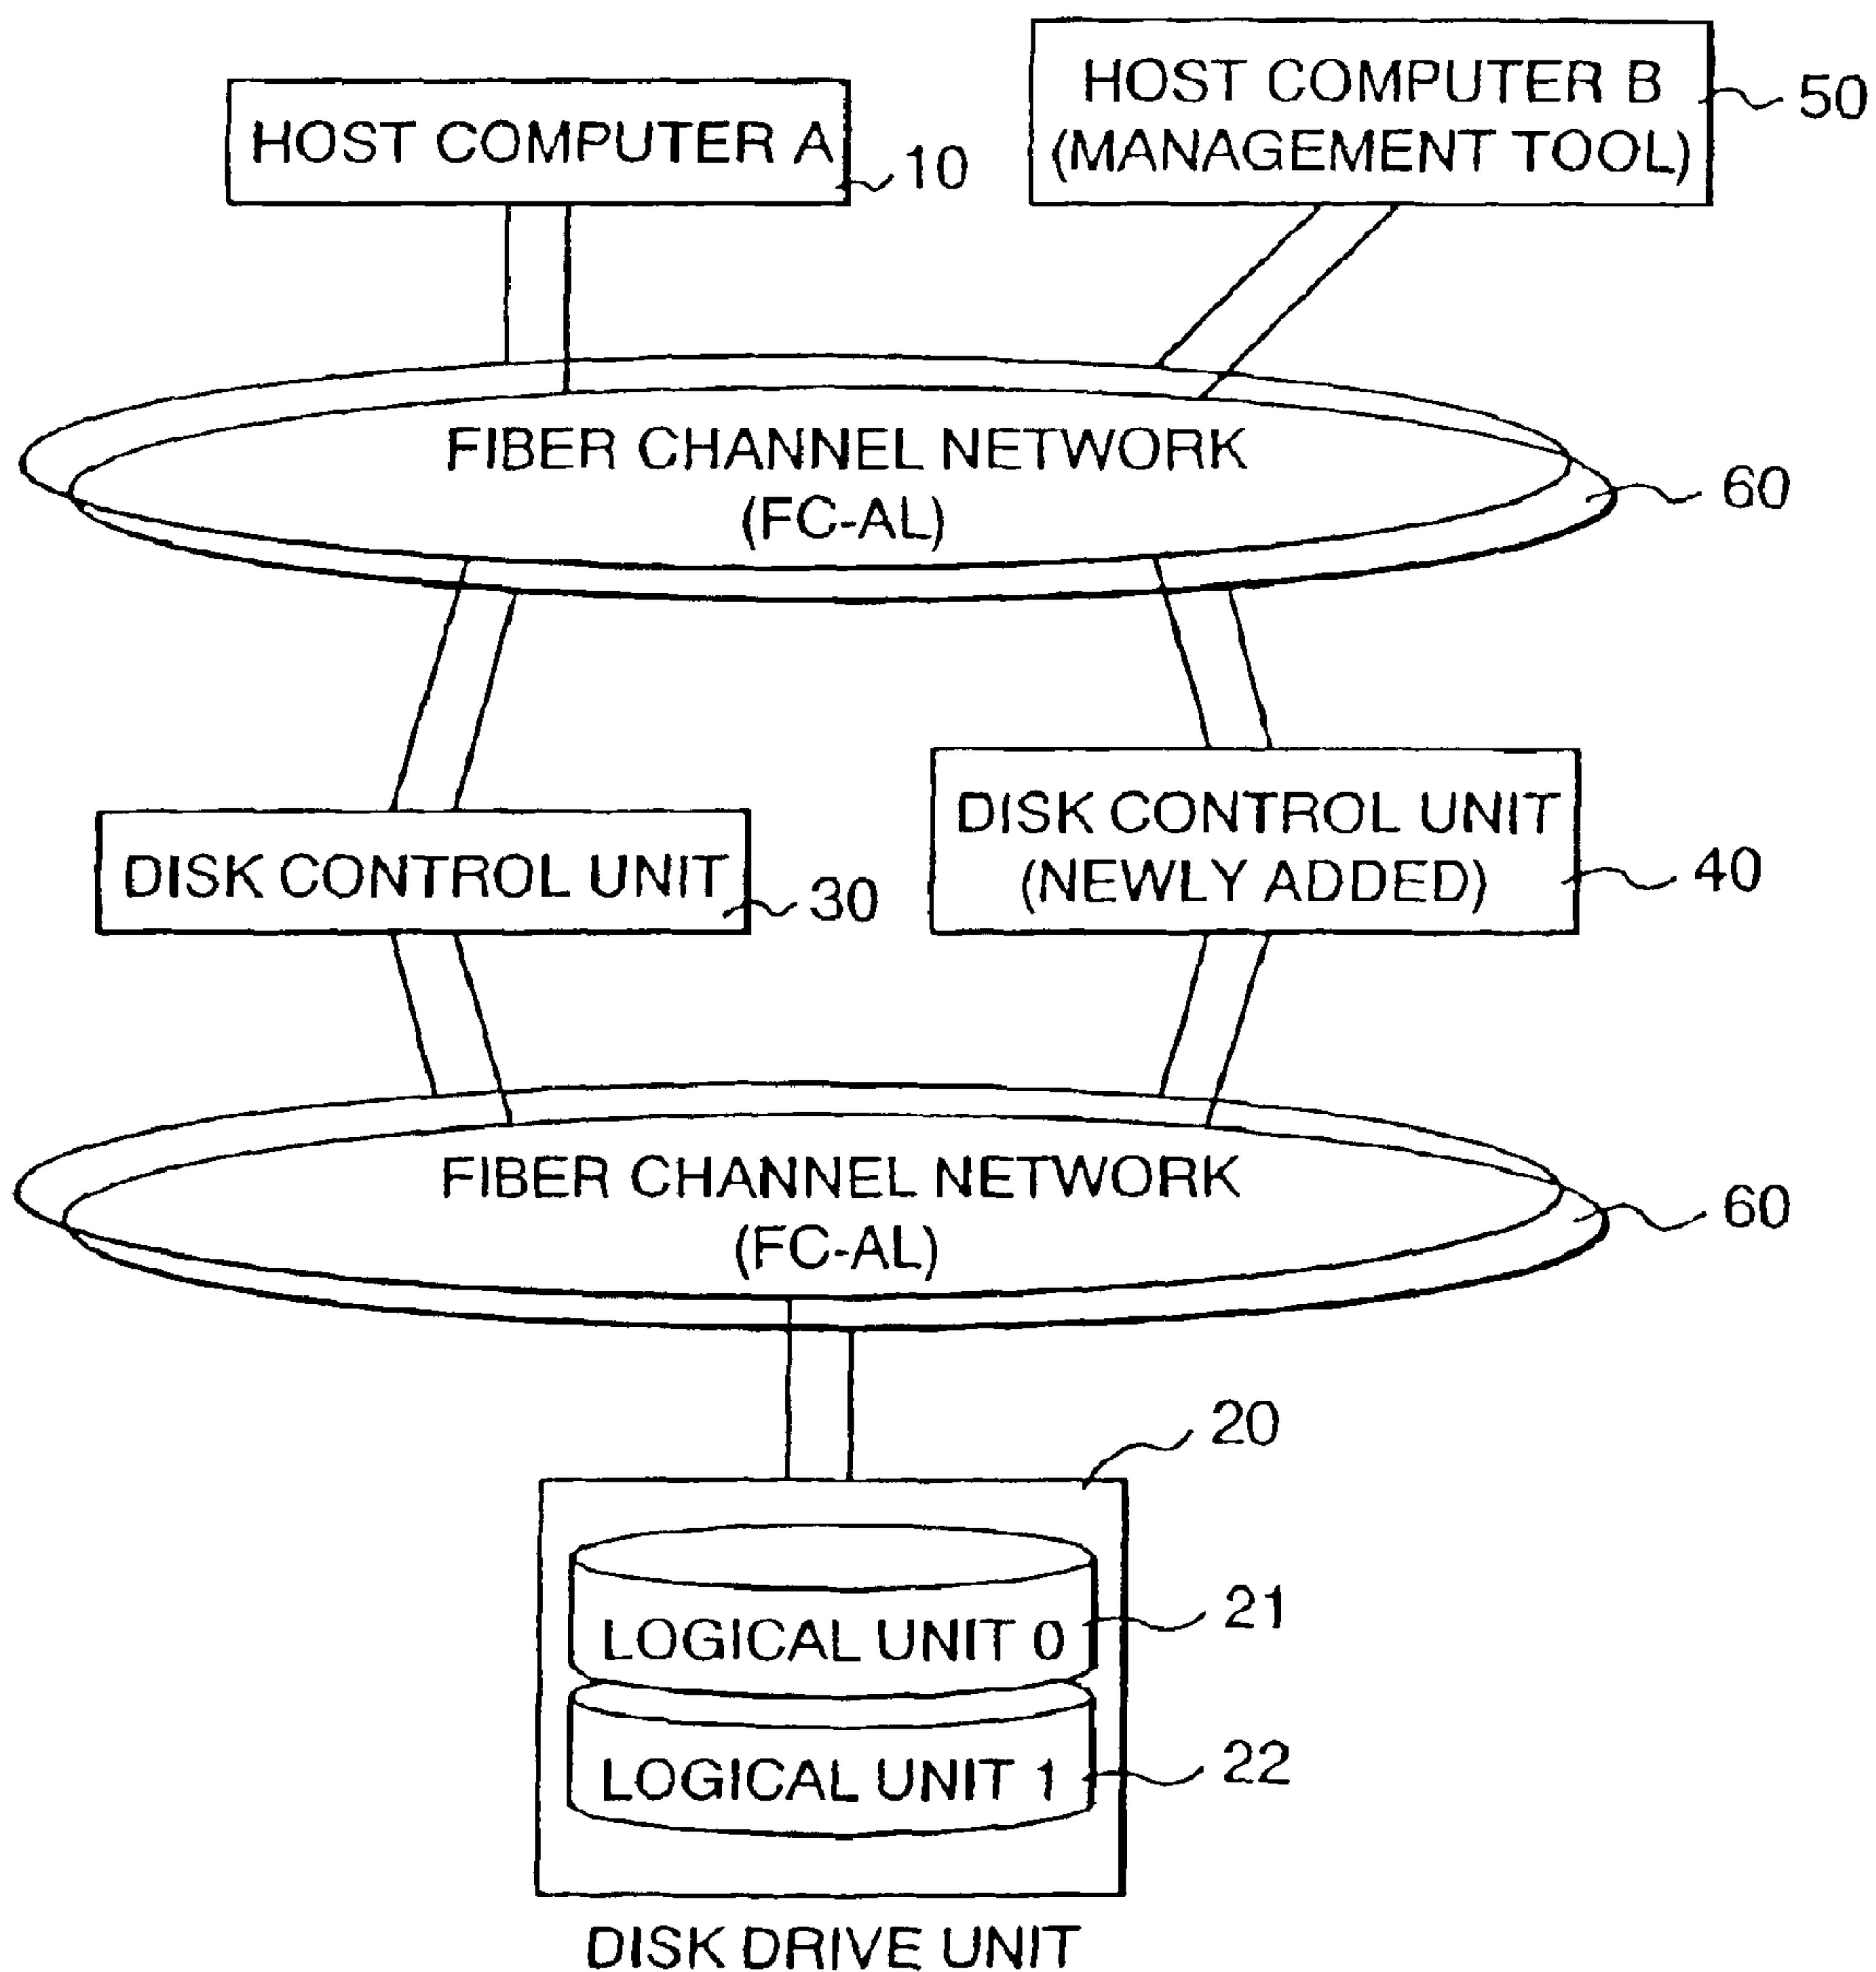 HOST COMPUTER A
10
HOST COMPUTER B
(MANAGEMENT TOOL)
50
FIBER CHANNEL NETWORK
(FC-AL)
60
DISK CONTROL UNIT
30
DISK CONTROL UNIT
(NEWLY ADDED)
40
FIBER CHANNEL NETWORK
(FC-AL)
60
20
LOGICAL UNIT 0
21
LOGICAL UNIT 1
22
DISK DRIVE UNIT